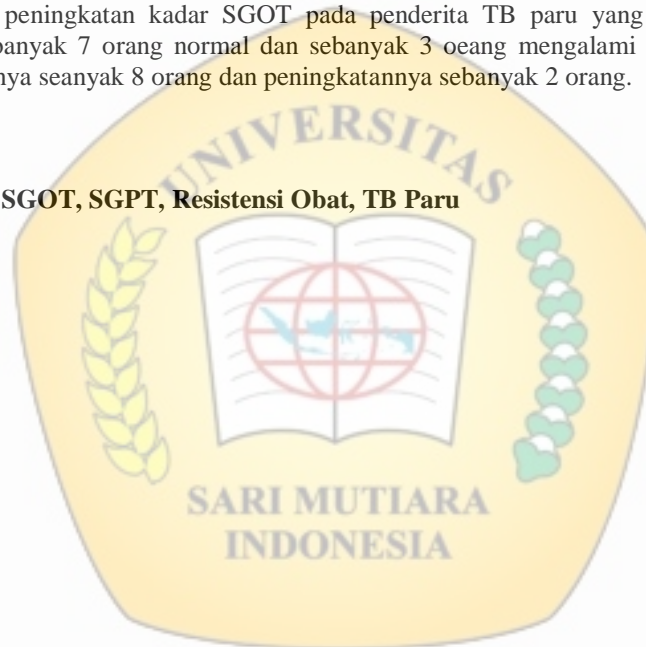 peningkatan kadar SGOT pada penderita TB paru yang
banyak 7 orang normal dan sebanyak 3 oeang mengalami
nya seanyak 8 orang dan peningkatannya sebanyak 2 orang.
SGOT, SGPT, Resistensi Obat, TB Paru
UNIVERSITAS
SARI MUTIARA
INDONESIA